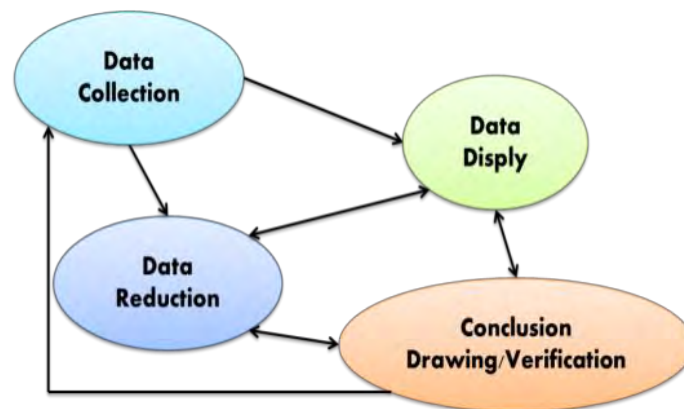 Data
Collection
Data
Disply
Data
Reduction
Conclusion
Drawing/Verification